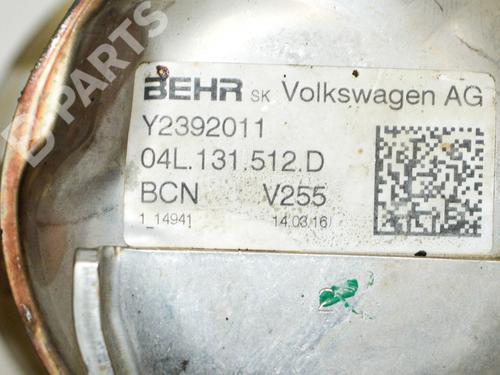 D PARTS
BEHR SK Volkswagen AG
Y2392011
04L.131.512.D
BCN V255
1_14941 14.03.16